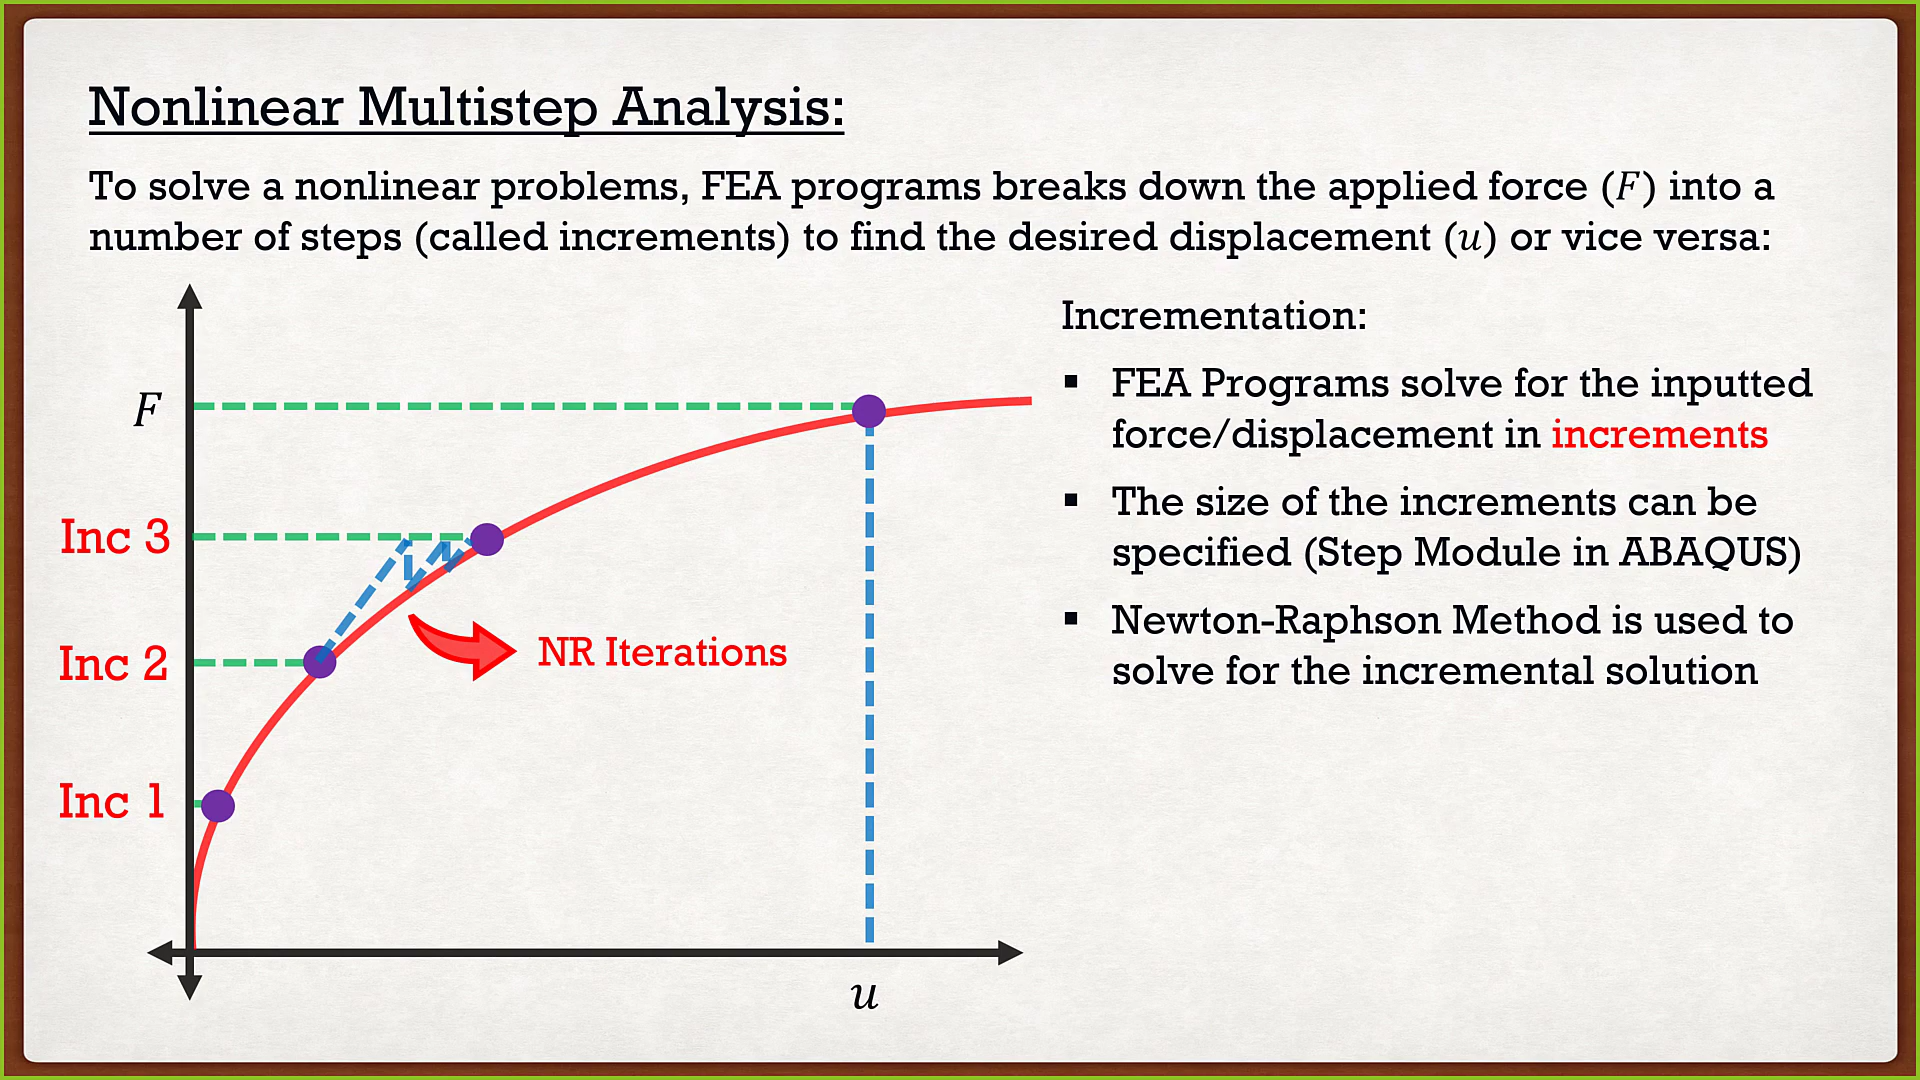 Nonlinear Multistep Analysis:
To solve a nonlinear problems, FEA programs breaks down the applied force (F) into a
number of steps (called increments) to find the desired displacement (u) or vice versa:
Incrementation:
▪ FEA Programs solve for the inputted
force/displacement in increments
▪ The size of the increments can be
specified (Step Module in ABAQUS)
▪ Newton-Raphson Method is used to
solve for the incremental solution
F
Inc 3
Inc 2
NR Iterations
Inc 1
u